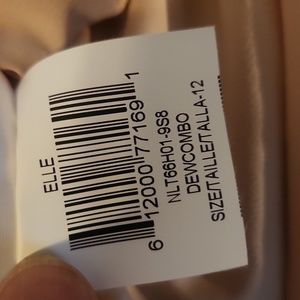 ELLE
6 12000 77169 1
NLT66H01-9S8
DEWCOMBO
SIZE/TAILLE/TALLA-12